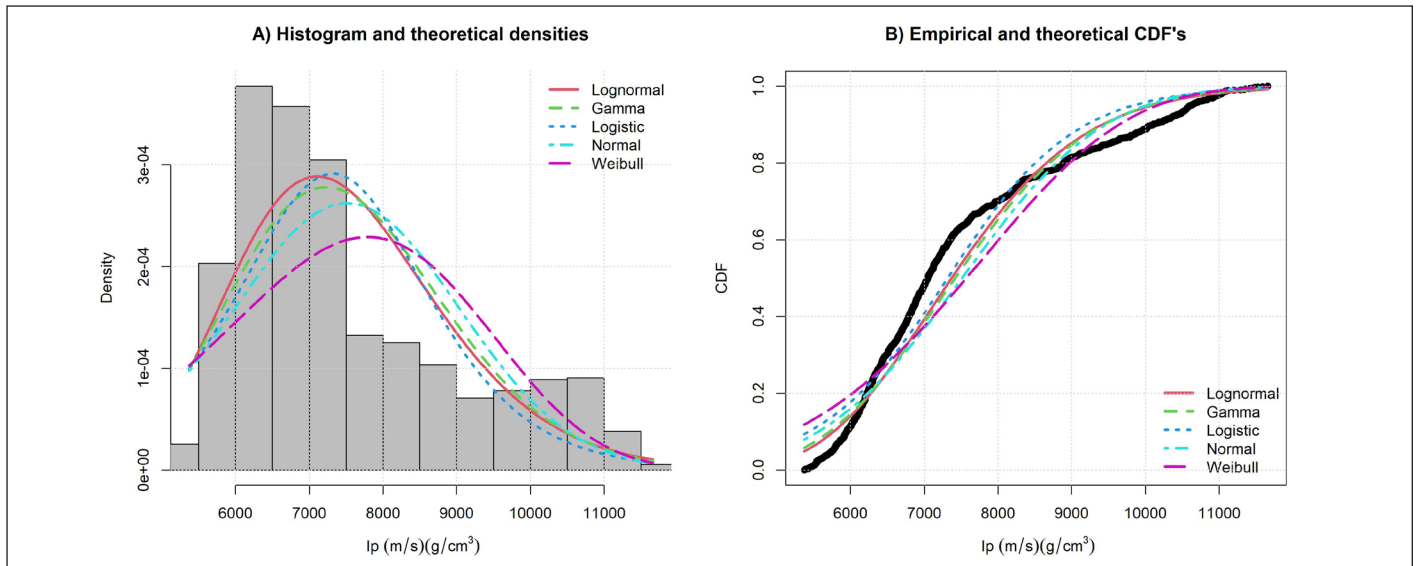 A) Histogram and theoretical densities
Lognormal
Gamma
Logistic
Normal
Weibull
3e-04
2e-04
1e-04
0e+00
Density
6000 7000 8000 9000 10000 11000
Ip (m/s)(g/cm³)
B) Empirical and theoretical CDF's
1.0
0.8
0.6
0.4
0.2
0.0
CDF
Lognormal
Gamma
Logistic
Normal
Weibull
6000 7000 8000 9000 10000 11000
Ip (m/s)(g/cm³)